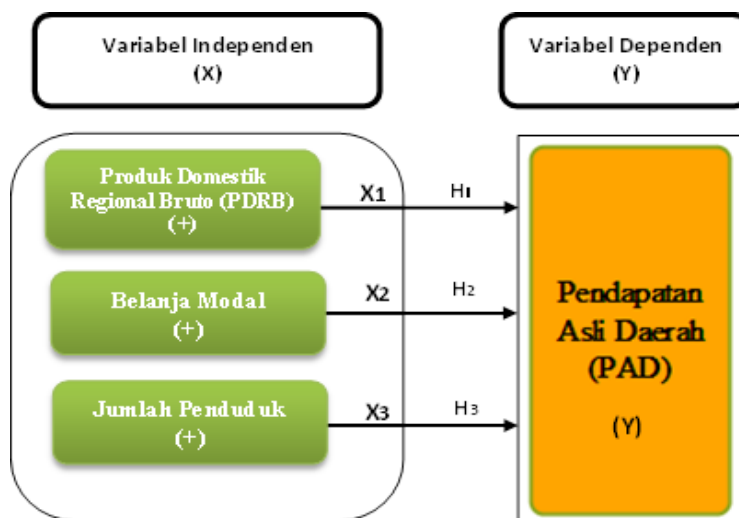 Variabel Independen
(X)
Variabel Dependen
(Y)
Produk Domestik
Regional Bruto (PDRB)
(+)
X1
H1
Belanja Modal
(+)
X2
H2
Jumlah Penduduk
(+)
X3
H3
Pendapatan
Asli Daerah
(PAD)
(Y)